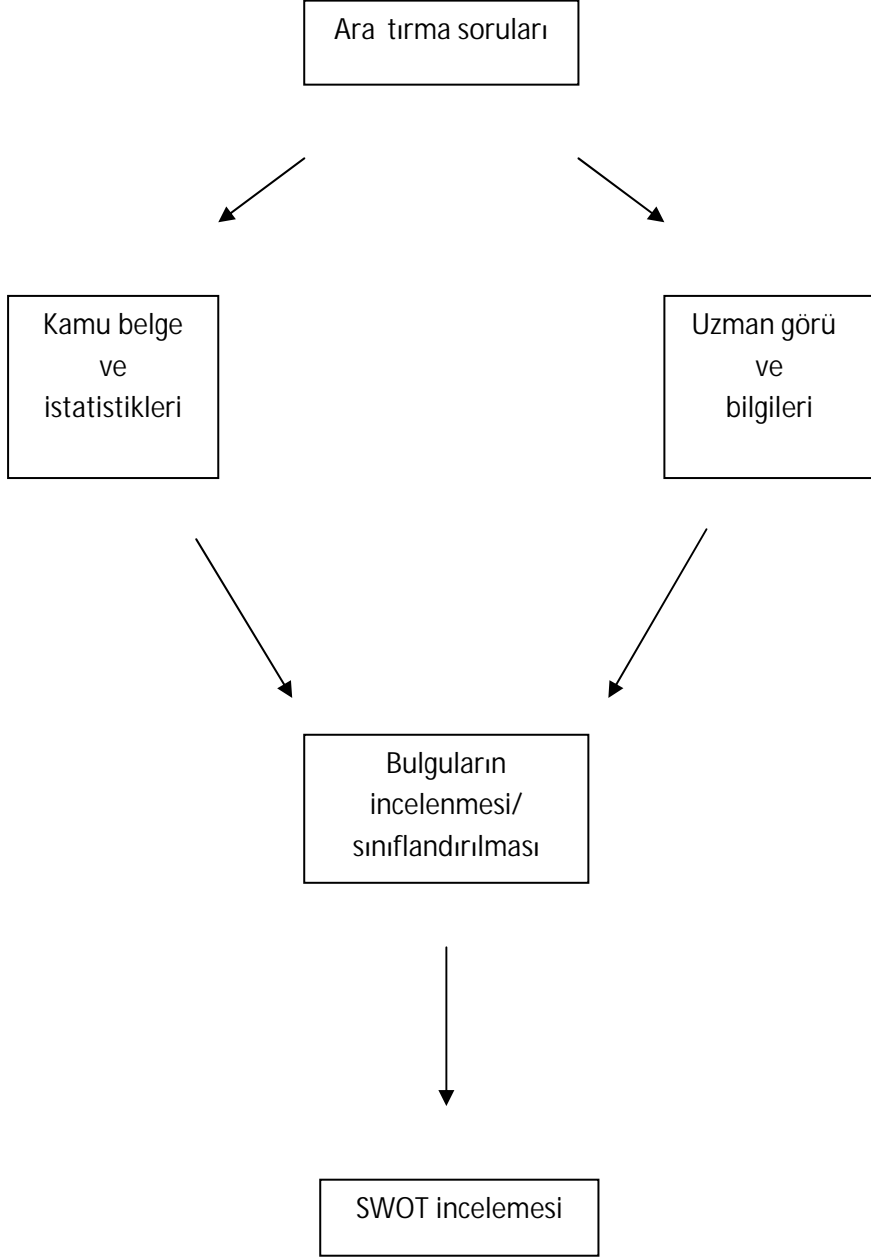 Ara tırma soruları
Kamu belge
ve
istatistikleri
Uzman görü
ve
bilgileri
Bulguların
incelenmesi/
sınıflandırılması
SWOT incelemesi